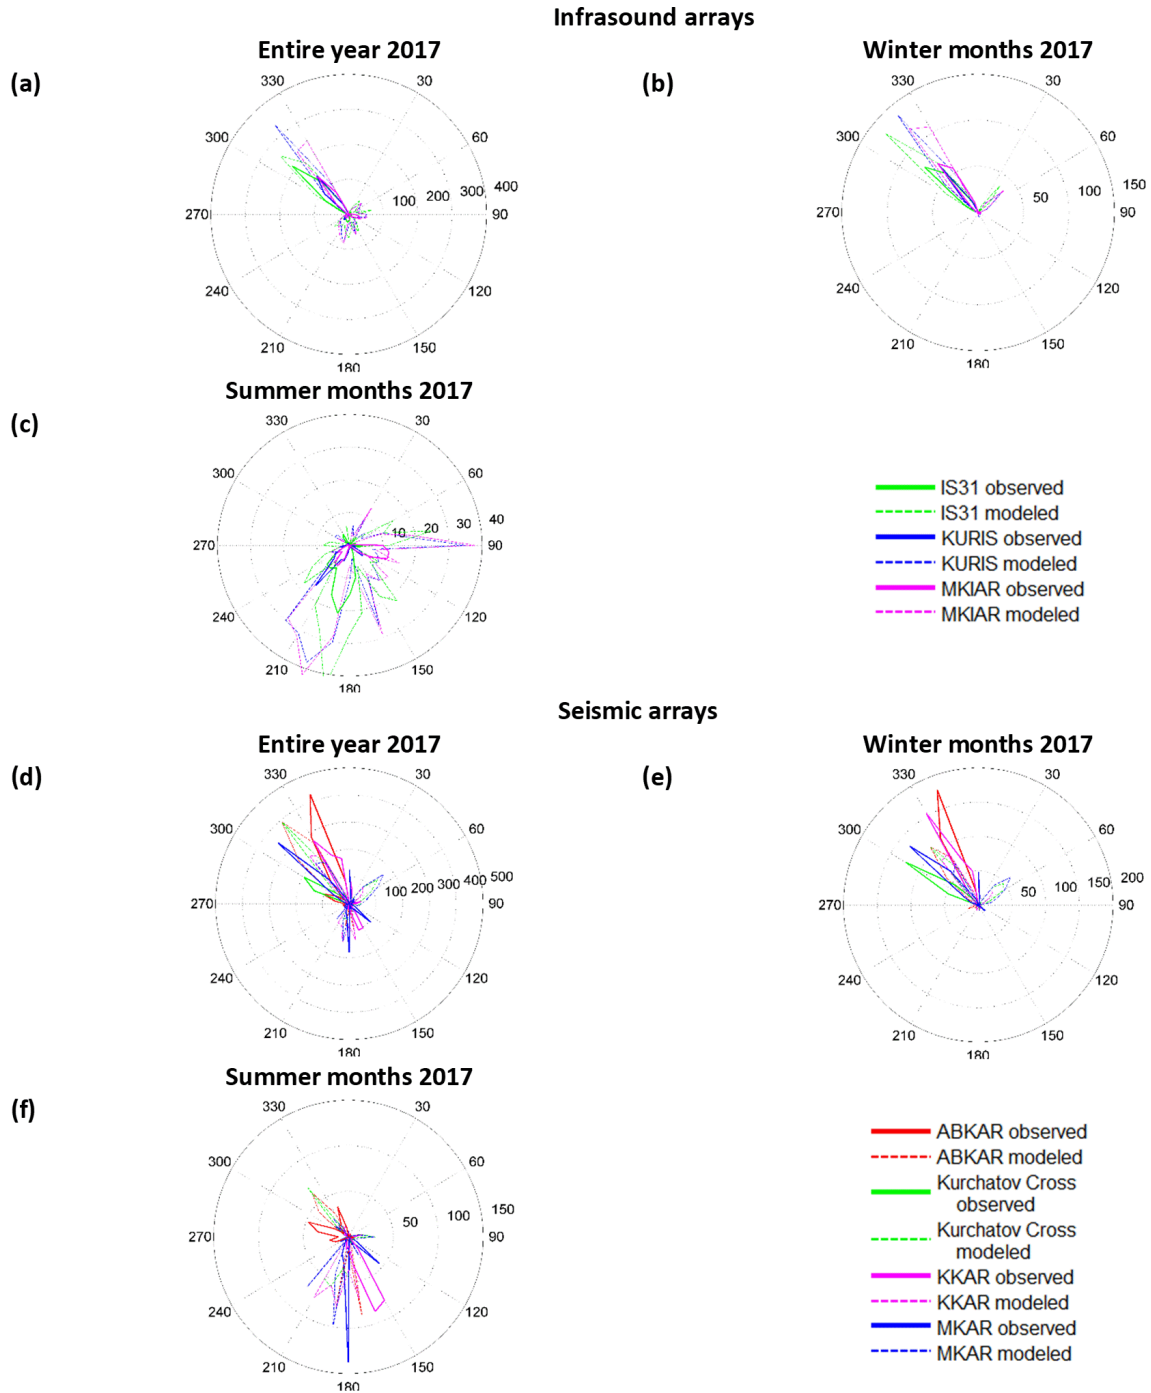 Infrasound arrays
Entire year 2017
Winter months 2017
(a)
(b)
330
30
300
60
100
200
300
400
270
90
240
120
210
150
180
330
30
300
60
50
100
150
270
90
240
120
210
150
180
Summer months 2017
(c)
330
30
300
60
10
20
30
40
270
90
240
120
210
150
180
IS31 observed
IS31 modeled
KURIS observed
KURIS modeled
MKIAR observed
MKIAR modeled
Seismic arrays
Entire year 2017
Winter months 2017
(d)
(e)
330
30
300
60
100
200
300
400
500
270
90
240
120
210
150
180
330
30
300
60
50
100
150
200
270
90
240
120
210
150
180
Summer months 2017
(f)
330
30
300
60
50
100
150
270
90
240
120
210
150
180
ABKAR observed
ABKAR modeled
Kurchatov Cross
observed
Kurchatov Cross
modeled
KKAR observed
KKAR modeled
MKAR observed
MKAR modeled